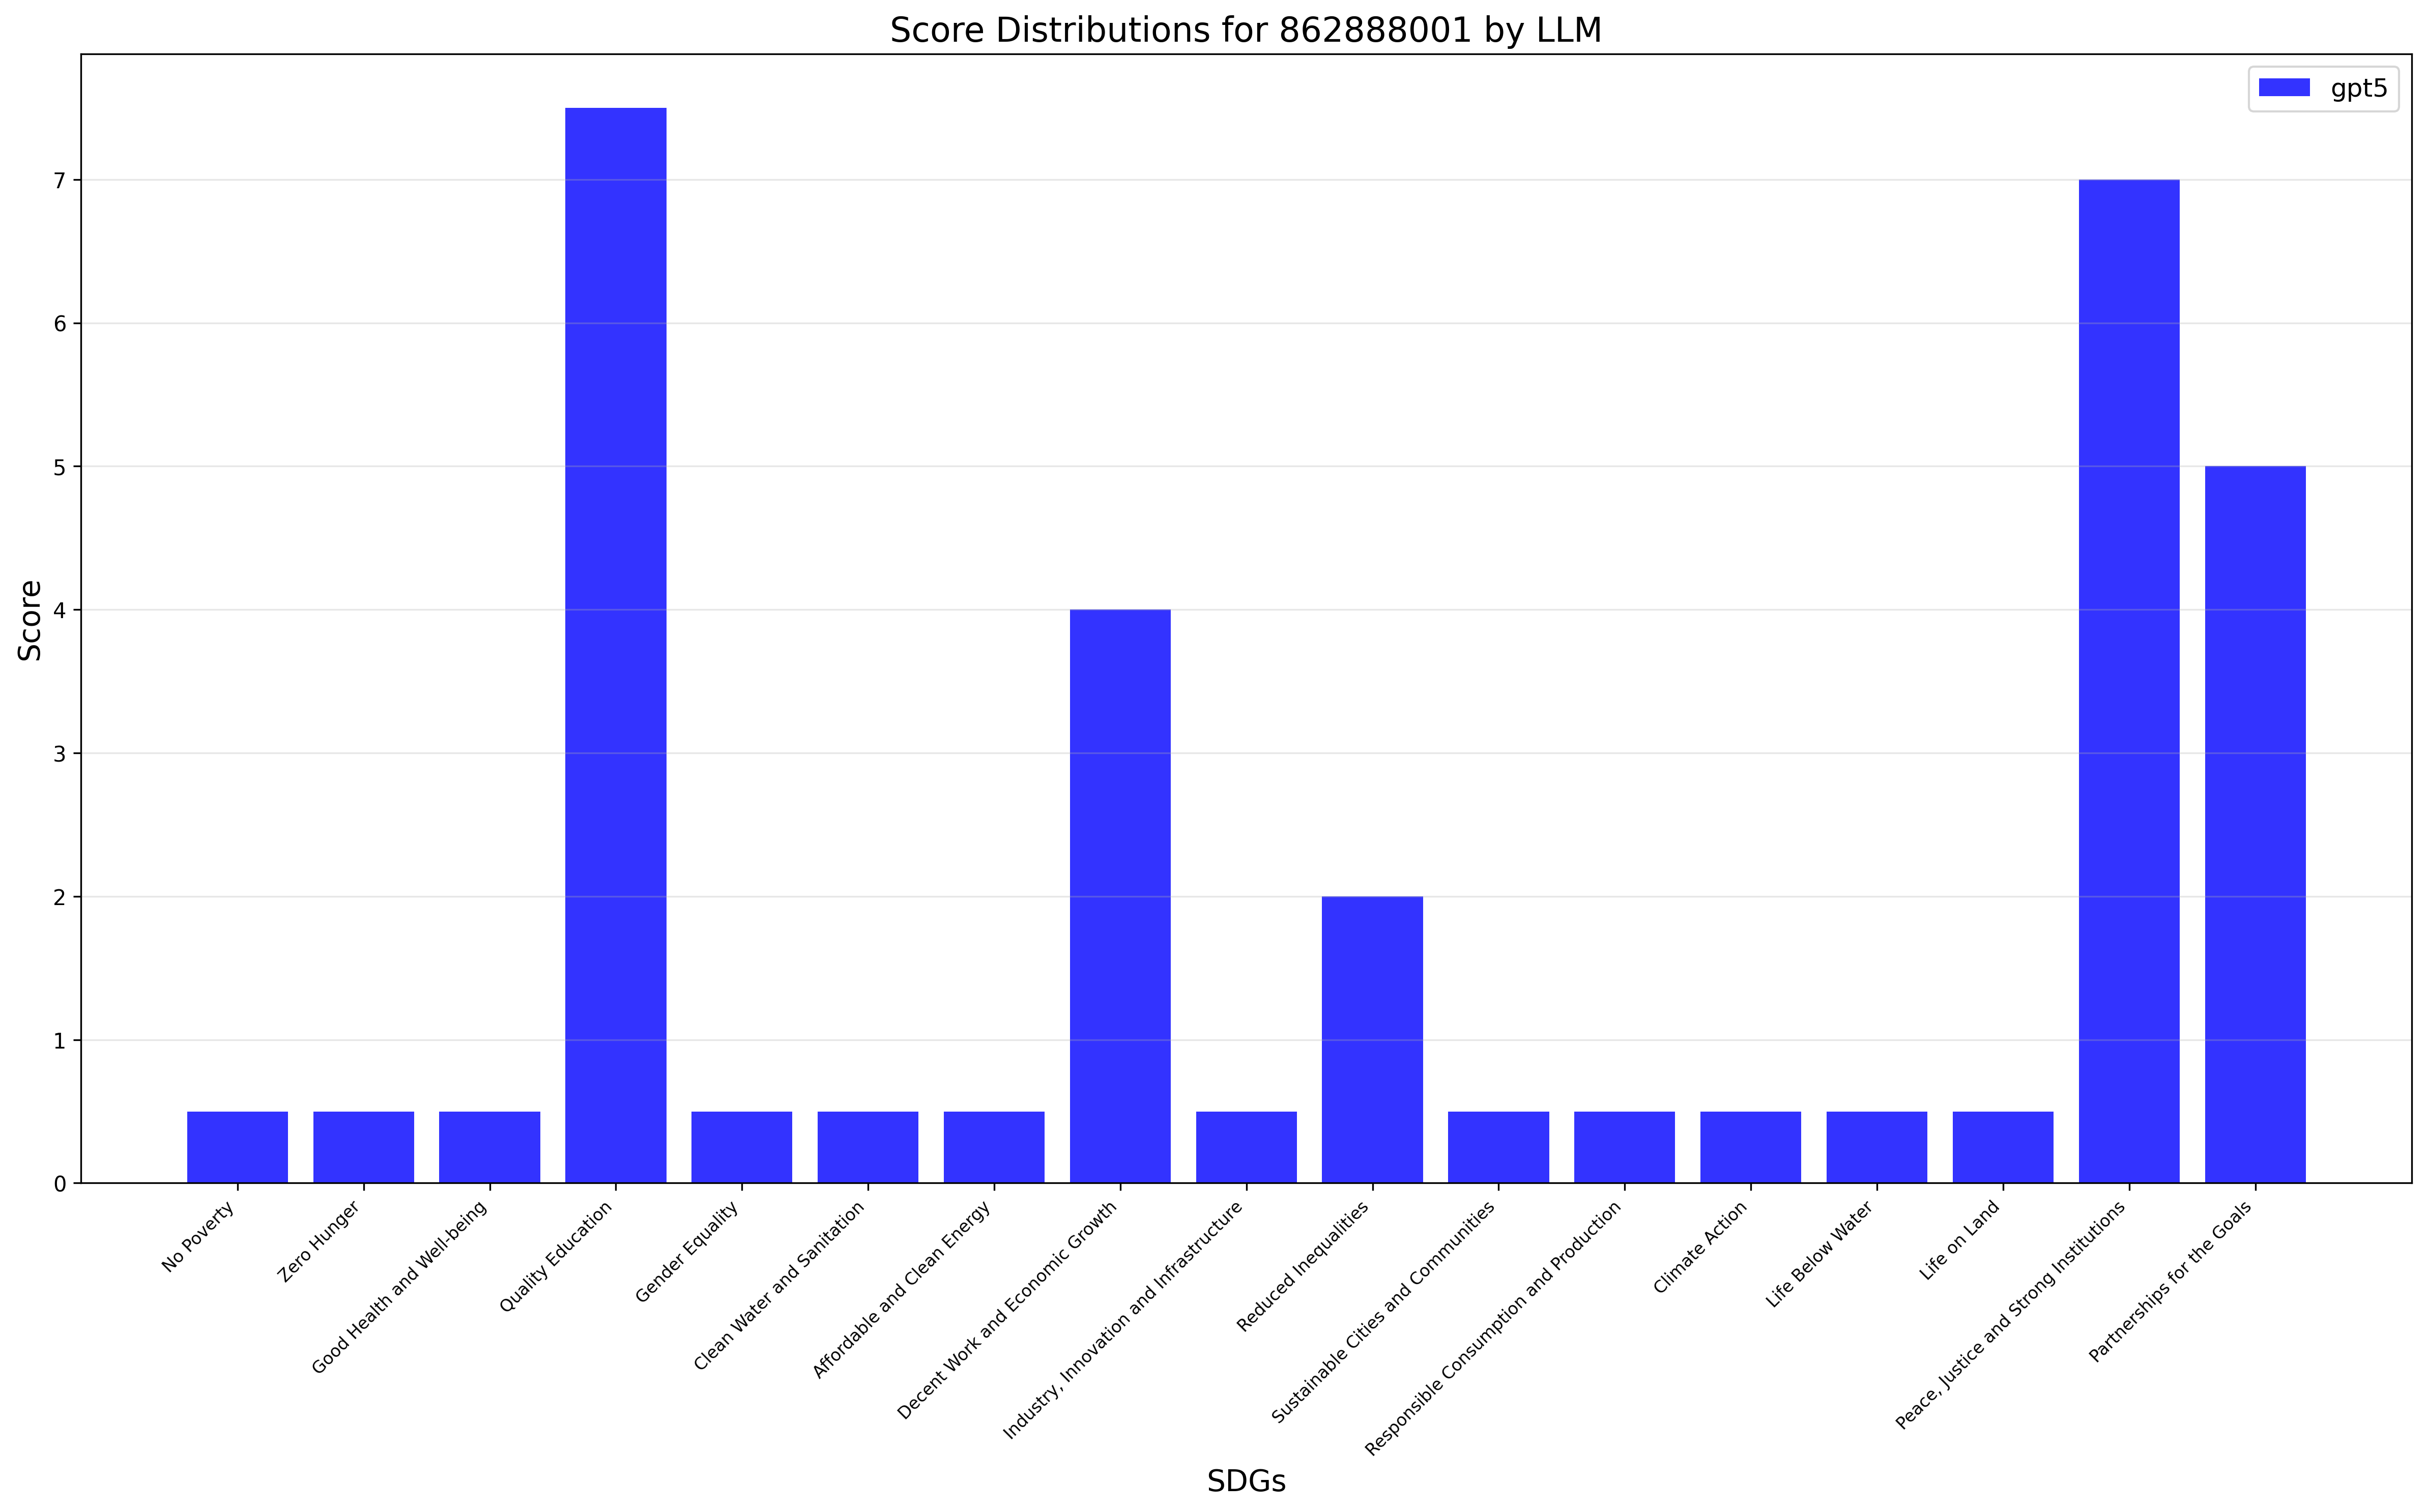 Score Distributions for 862888001 by LLM
gpt5
Score
7
6
5
4
3
2
1
0
No Poverty
Zero Hunger
Good Health and Well-being
Quality Education
Gender Equality
Clean Water and Sanitation
Affordable and Clean Energy
Decent Work and Economic Growth
Industry, Innovation and Infrastructure
Reduced Inequalities
Sustainable Cities and Communities
Responsible Consumption and Production
Climate Action
Life Below Water
Life on Land
Peace, Justice and Strong Institutions
Partnerships for the Goals
SDGs